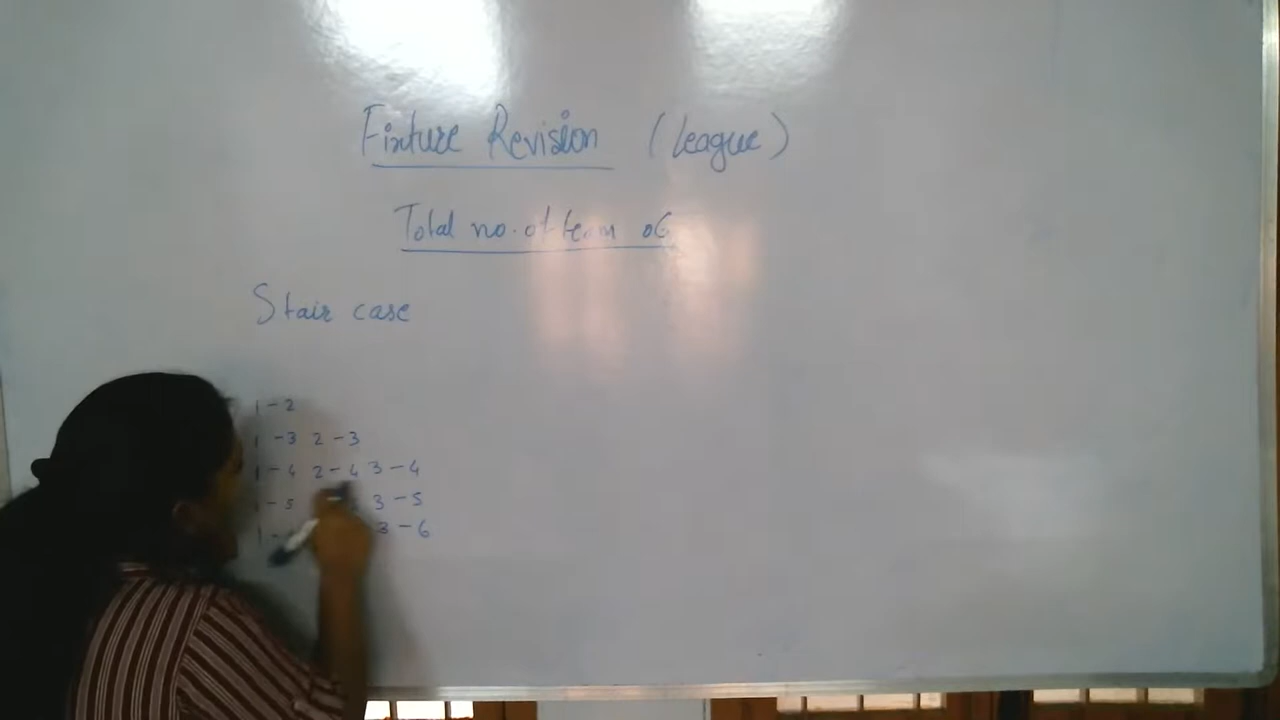 Fixture Revision (league)
Total no. of team 06
Stair case
1 - 2
1 - 3 2 - 3
1 - 4 2 - 4 3 - 4
1 - 5 3 - 5
1 - 3 - 6